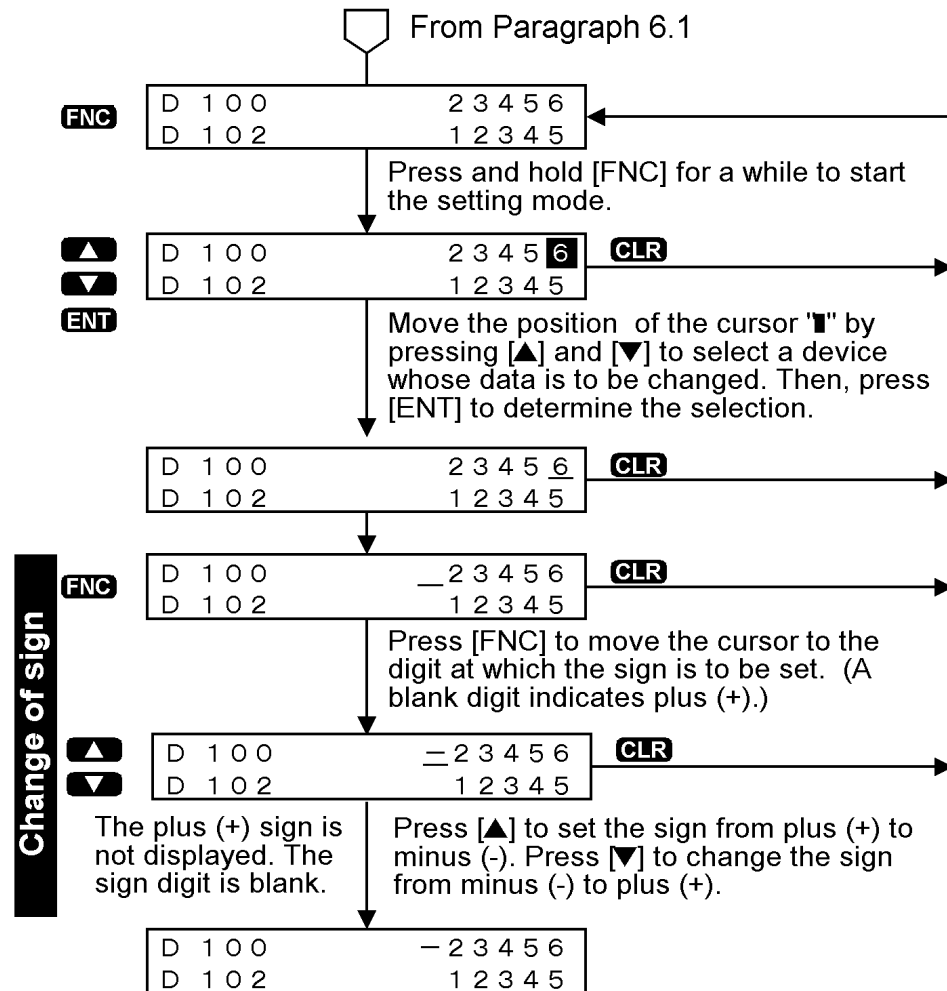 From Paragraph 6.1
FNC
D 100 23456
D 102 12345
Press and hold [FNC] for a while to start
the setting mode.
▲
▼
ENT
D 100 23456
D 102 12345
CLR
Move the position of the cursor "▮" by
pressing [▲] and [▼] to select a device
whose data is to be changed. Then, press
[ENT] to determine the selection.
D 100 23456
D 102 12345
CLR
Change of sign
FNC
D 100 _23456
D 102 12345
CLR
Press [FNC] to move the cursor to the
digit at which the sign is to be set. (A
blank digit indicates plus (+).)
▲
▼
D 100 −23456
D 102 12345
CLR
The plus (+) sign is
not displayed. The
sign digit is blank.
Press [▲] to set the sign from plus (+) to
minus (-). Press [▼] to change the sign
from minus (-) to plus (+).
D 100 −23456
D 102 12345